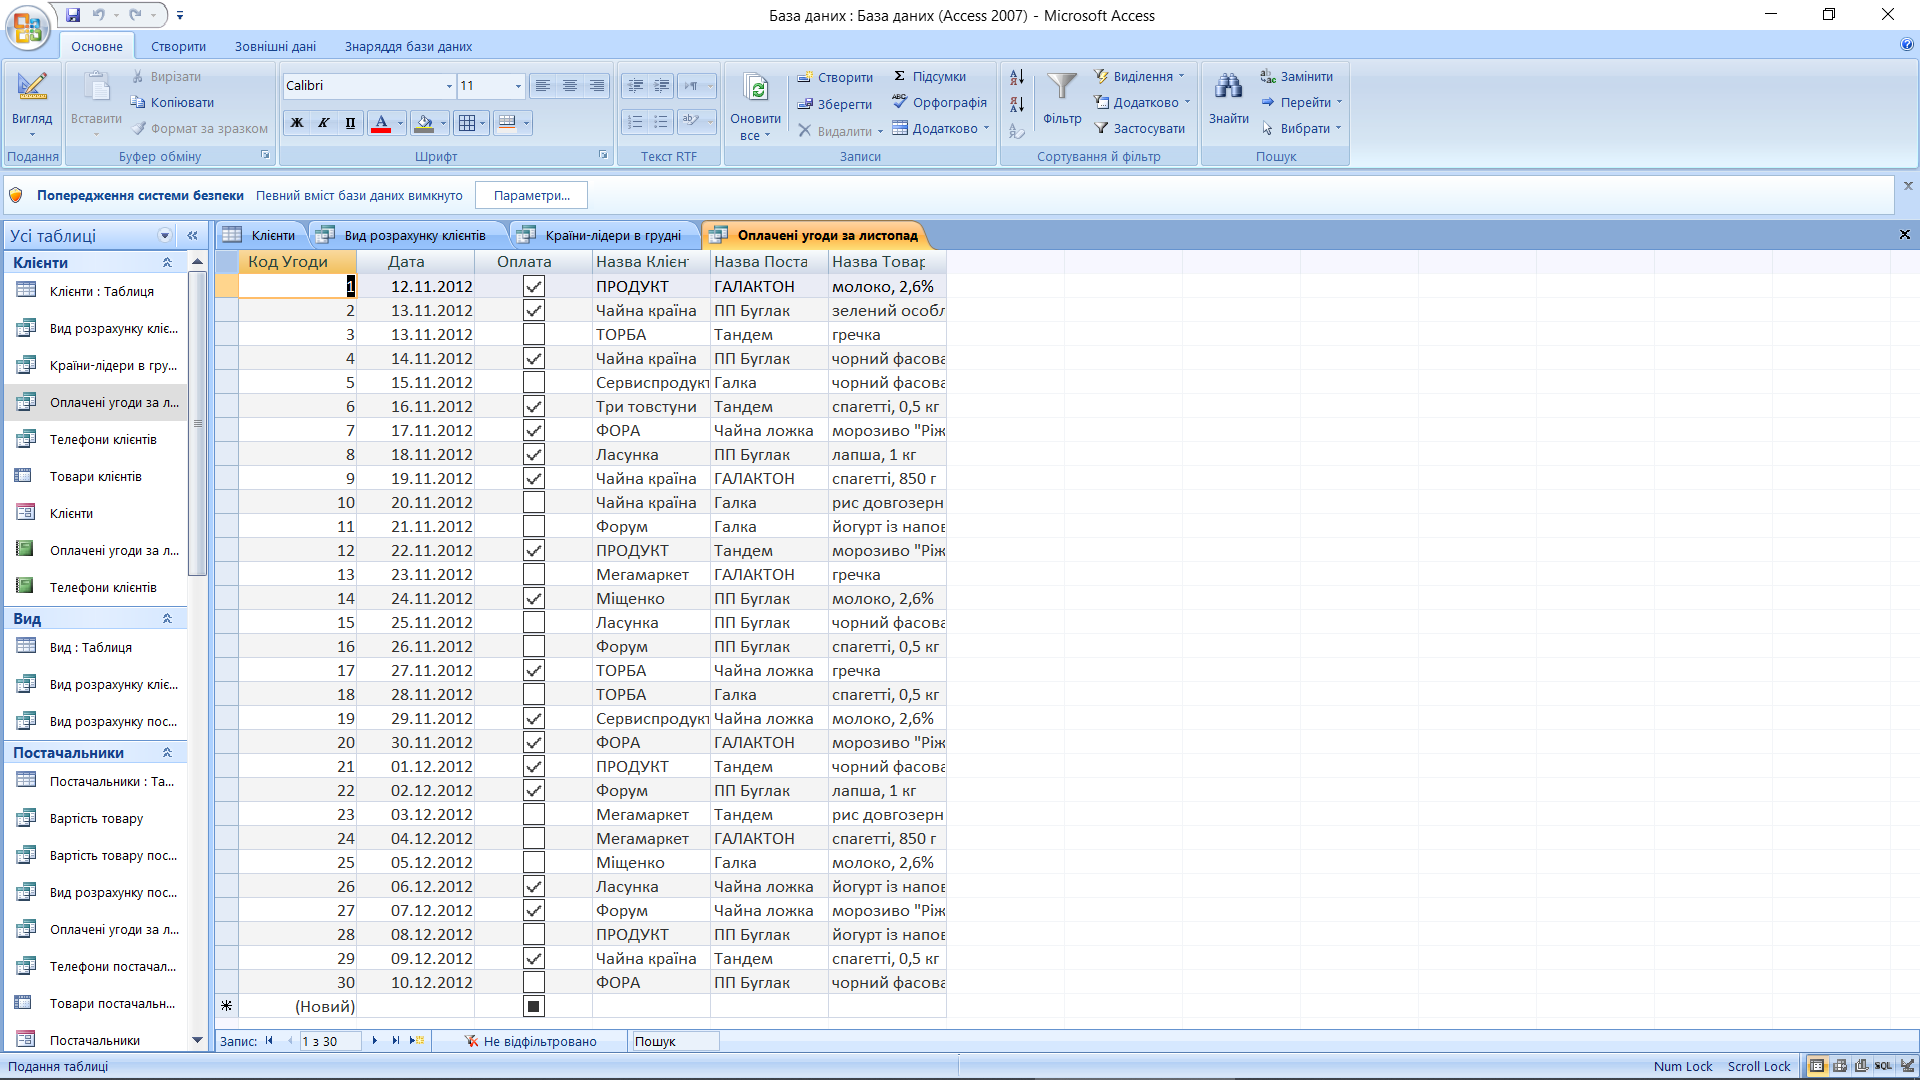 База даних : База даних (Access 2007) - Microsoft Access
Основне Створити Зовнішні дані Знаряддя бази даних
Вигляд
Подання
Вставити
Вирізати
Копіювати
Формат за зразком
Буфер обміну
Calibri 11
Ж К П
Шрифт
Текст RTF
Оновити все
Створити
Зберегти
Видалити
Підсумки
Орфографія
Додатково
Записи
Фільтр
Виділення
Додатково
Застосувати
Сортування й фільтр
Знайти
Замінити
Перейти
Вибрати
Пошук
Попередження системи безпеки Певний вміст бази даних вимкнуто Параметри...
Усі таблиці
Клієнти
Клієнти : Таблиця
Вид розрахунку кліє...
Країни-лідери в гру...
Оплачені угоди за л...
Телефони клієнтів
Товари клієнтів
Клієнти
Оплачені угоди за л...
Телефони клієнтів
Вид
Вид : Таблиця
Вид розрахунку кліє...
Вид розрахунку пос...
Постачальники
Постачальники : Та...
Вартість товару
Вартість товару пос...
Вид розрахунку пос...
Оплачені угоди за л...
Телефони постачал...
Товари постачальн...
Постачальники
Клієнти Вид розрахунку клієнтів Країни-лідери в грудні Оплачені угоди за листопад
Код Угоди Дата Оплата Назва Клієн Назва Поста Назва Товар
1 12.11.2012 ПРОДУКТ ГАЛАКТОН молоко, 2,6%
2 13.11.2012 Чайна країна ПП Буглак зелений особл
3 13.11.2012 ТОРБА Тандем гречка
4 14.11.2012 Чайна країна ПП Буглак чорний фасова
5 15.11.2012 Сервиспродукт Галка чорний фасова
6 16.11.2012 Три товстуни Тандем спагетті, 0,5 кг
7 17.11.2012 ФОРА Чайна ложка морозиво "Ріж
8 18.11.2012 Ласунка ПП Буглак лапша, 1 кг
9 19.11.2012 Чайна країна ГАЛАКТОН спагетті, 850 г
10 20.11.2012 Чайна країна Галка рис довгозерн
11 21.11.2012 Форум Галка йогурт із напов
12 22.11.2012 ПРОДУКТ Тандем морозиво "Ріж
13 23.11.2012 Мегамаркет ГАЛАКТОН гречка
14 24.11.2012 Міщенко ПП Буглак молоко, 2,6%
15 25.11.2012 Ласунка ПП Буглак чорний фасова
16 26.11.2012 Форум ПП Буглак спагетті, 0,5 кг
17 27.11.2012 ТОРБА Чайна ложка гречка
18 28.11.2012 ТОРБА Галка спагетті, 0,5 кг
19 29.11.2012 Сервиспродукт Чайна ложка молоко, 2,6%
20 30.11.2012 ФОРА ГАЛАКТОН морозиво "Ріж
21 01.12.2012 ПРОДУКТ Тандем чорний фасова
22 02.12.2012 Форум ПП Буглак лапша, 1 кг
23 03.12.2012 Мегамаркет Тандем рис довгозерн
24 04.12.2012 Мегамаркет ГАЛАКТОН спагетті, 850 г
25 05.12.2012 Міщенко Галка молоко, 2,6%
26 06.12.2012 Ласунка Чайна ложка йогурт із напов
27 07.12.2012 Форум Чайна ложка морозиво "Ріж
28 08.12.2012 ПРОДУКТ ПП Буглак йогурт із напов
29 09.12.2012 Чайна країна Тандем спагетті, 0,5 кг
30 10.12.2012 ФОРА ПП Буглак чорний фасова
(Новий)
Запис: 1 з 30 Не відфільтровано Пошук
Подання таблиці Num Lock Scroll Lock SQL